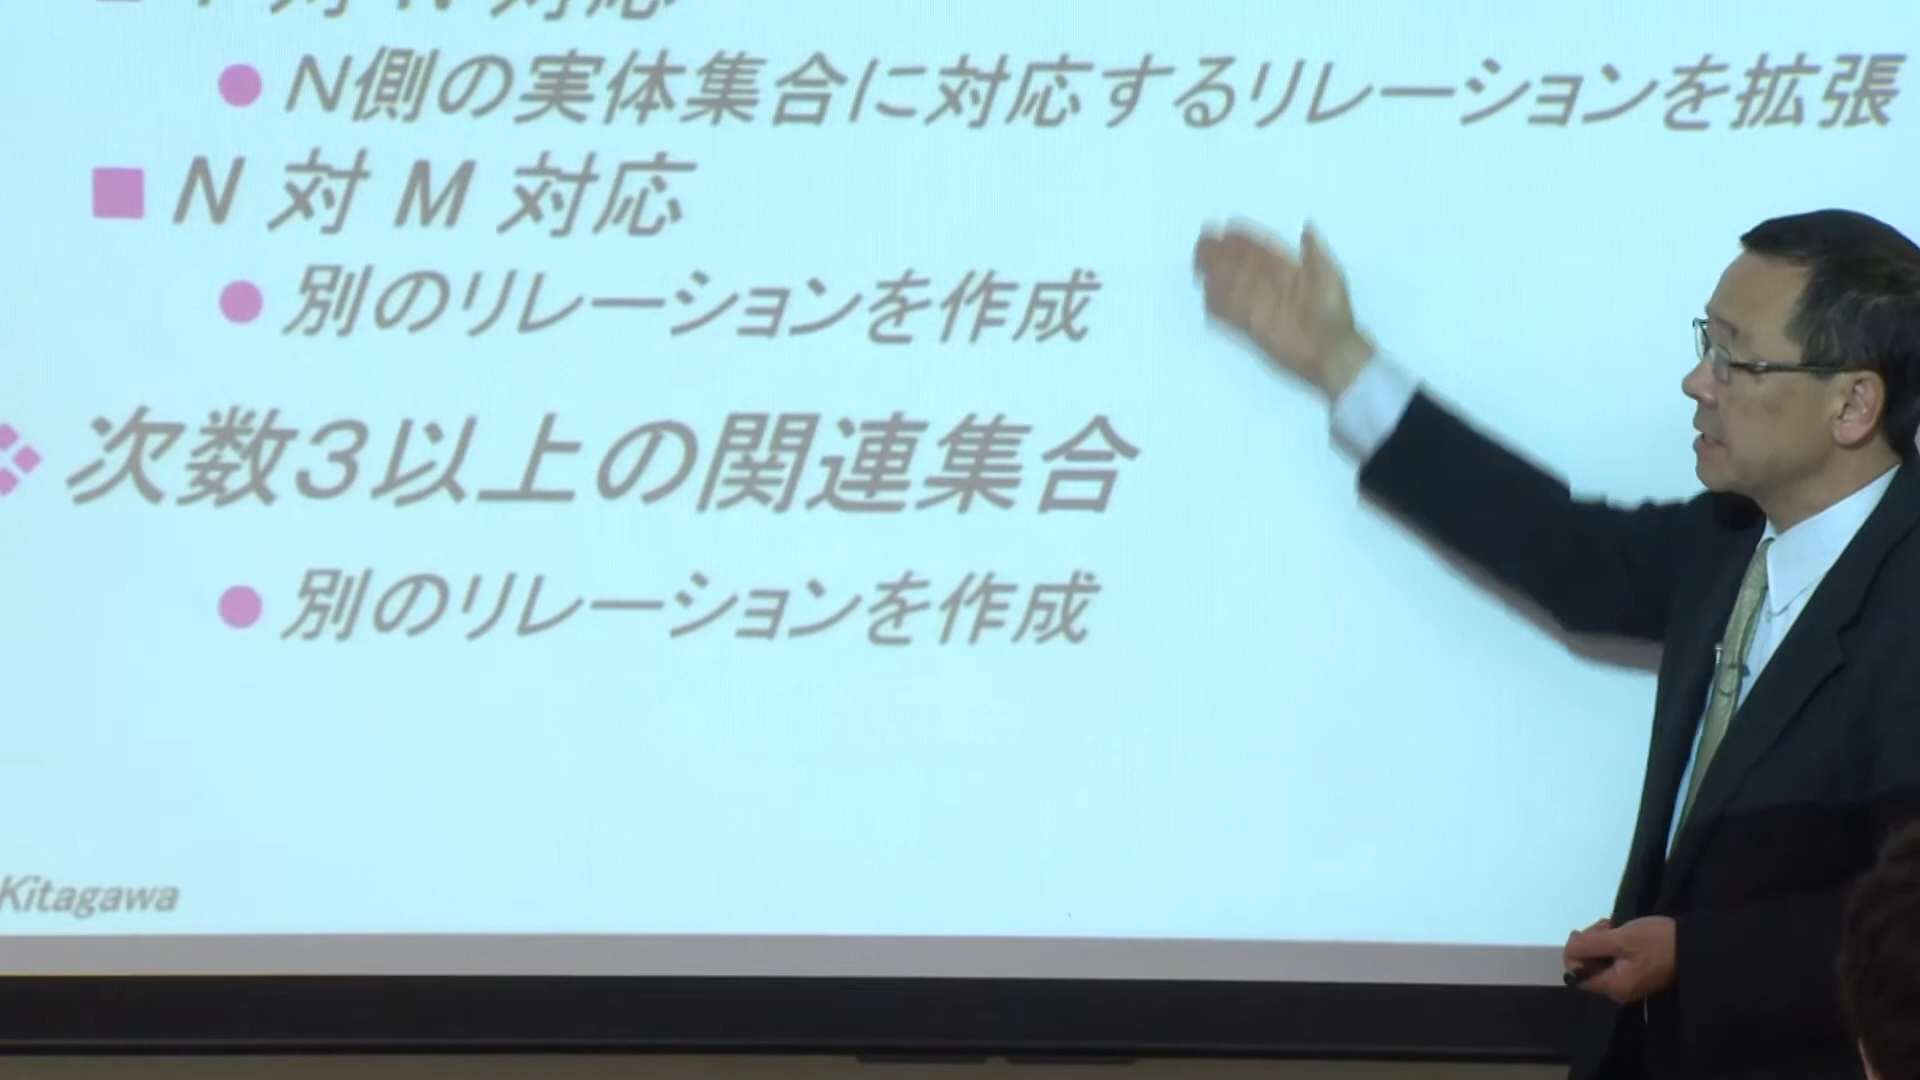 対 N 対応
N側の実体集合に対応するリレーションを拡張
N 対 M 対応
別のリレーションを作成
次数3以上の関連集合
別のリレーションを作成
Kitagawa